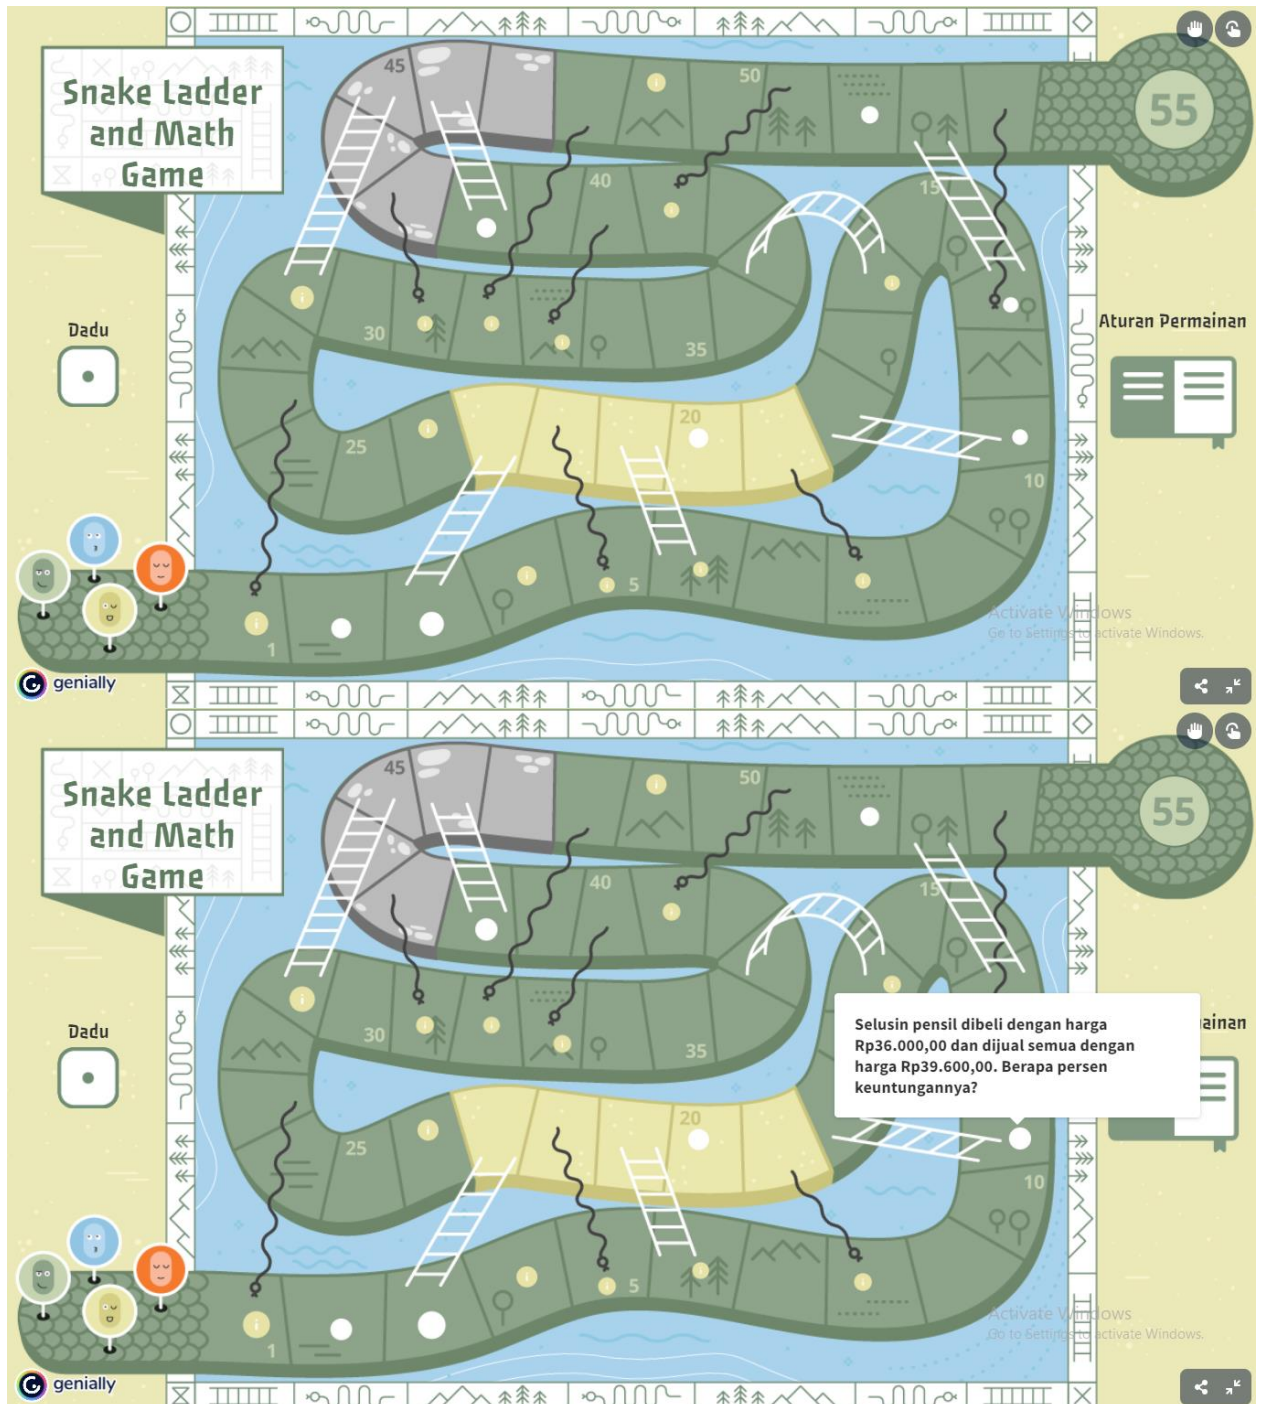 Snake Ladder
and Math
Game
45
50
55
40
15
Dadu
30
35
Aturan Permainan
20
25
10
5
1
Activate Windows
Go to Settings to activate Windows.
genially
Snake Ladder
and Math
Game
45
50
55
40
15
Dadu
30
35
ainan
Selusin pensil dibeli dengan harga
Rp36.000,00 dan dijual semua dengan
harga Rp39.600,00. Berapa persen
keuntungannya?
20
25
10
5
1
Activate Windows
Go to Settings to activate Windows.
genially